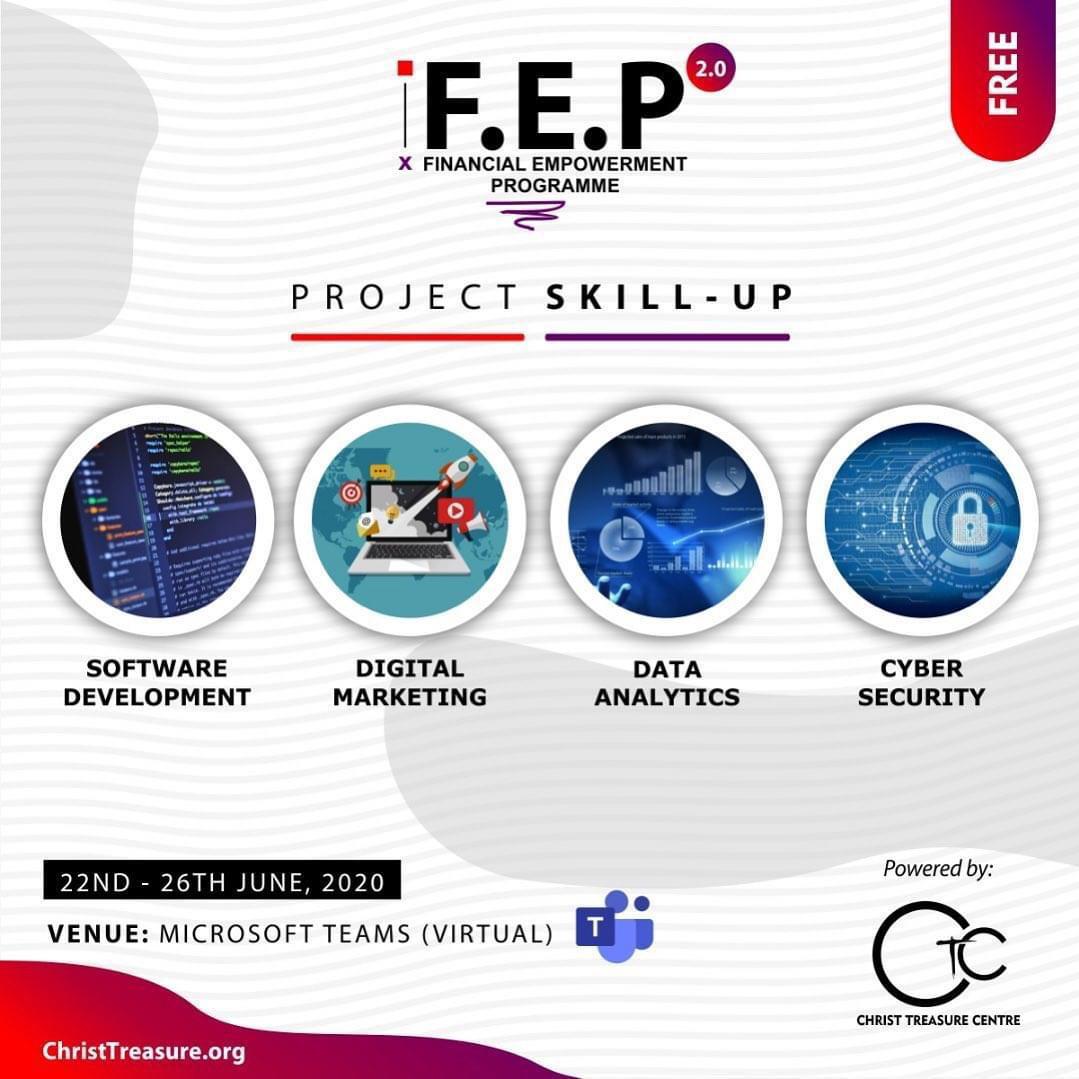 FREE
F.E.P 2.0
X FINANCIAL EMPOWERMENT
PROGRAMME
PROJECT SKILL-UP
SOFTWARE
DEVELOPMENT
DIGITAL
MARKETING
DATA
ANALYTICS
CYBER
SECURITY
22ND - 26TH JUNE, 2020
VENUE: MICROSOFT TEAMS (VIRTUAL)
T
Powered by:
CTC
CHRIST TREASURE CENTRE
ChristTreasure.org